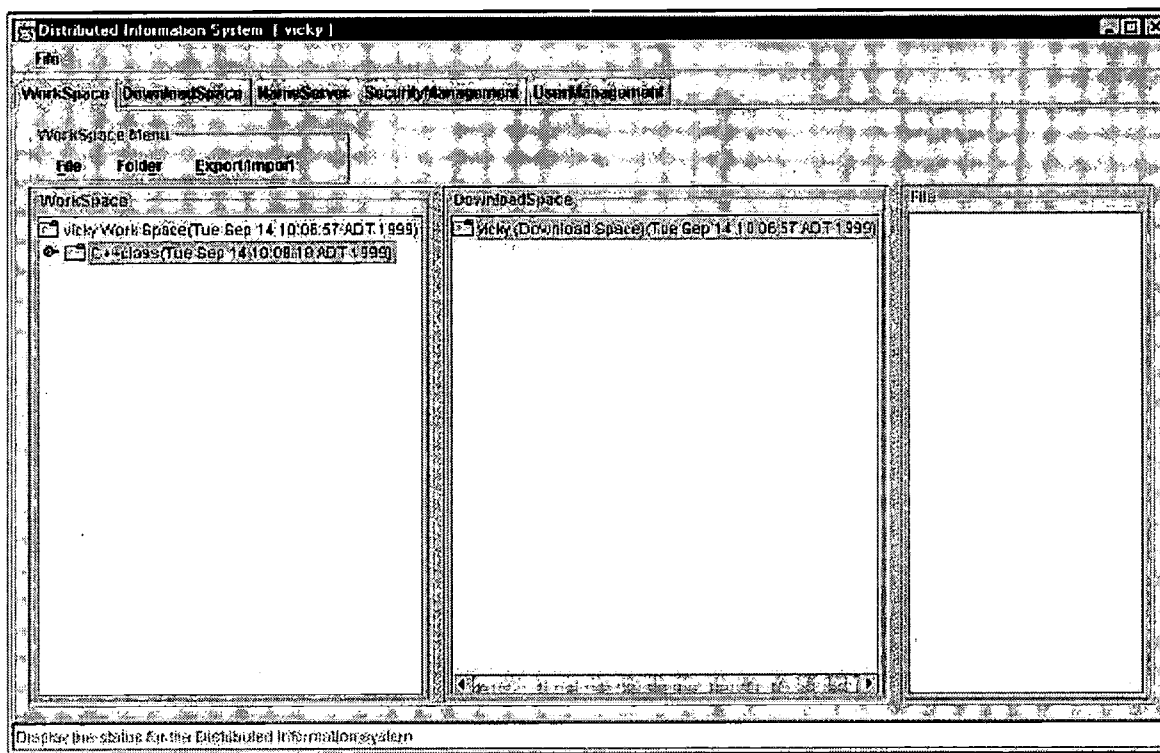 Distributed Information System [ vicky ]
File
WorkSpace DownloadSpace NameServer SecurityManagement UserManagement
WorkSpace Menu
File Folder Export/Import
WorkSpace
vicky Work Space(Tue Sep 14 10:06:57 ADT 1999)
C++class(Tue Sep 14 10:09:10 ADT 1999)
DownloadSpace
vicky (Download Space)(Tue Sep 14 10:06:57 ADT 1999)
File
Display the status for the Distributed Information system